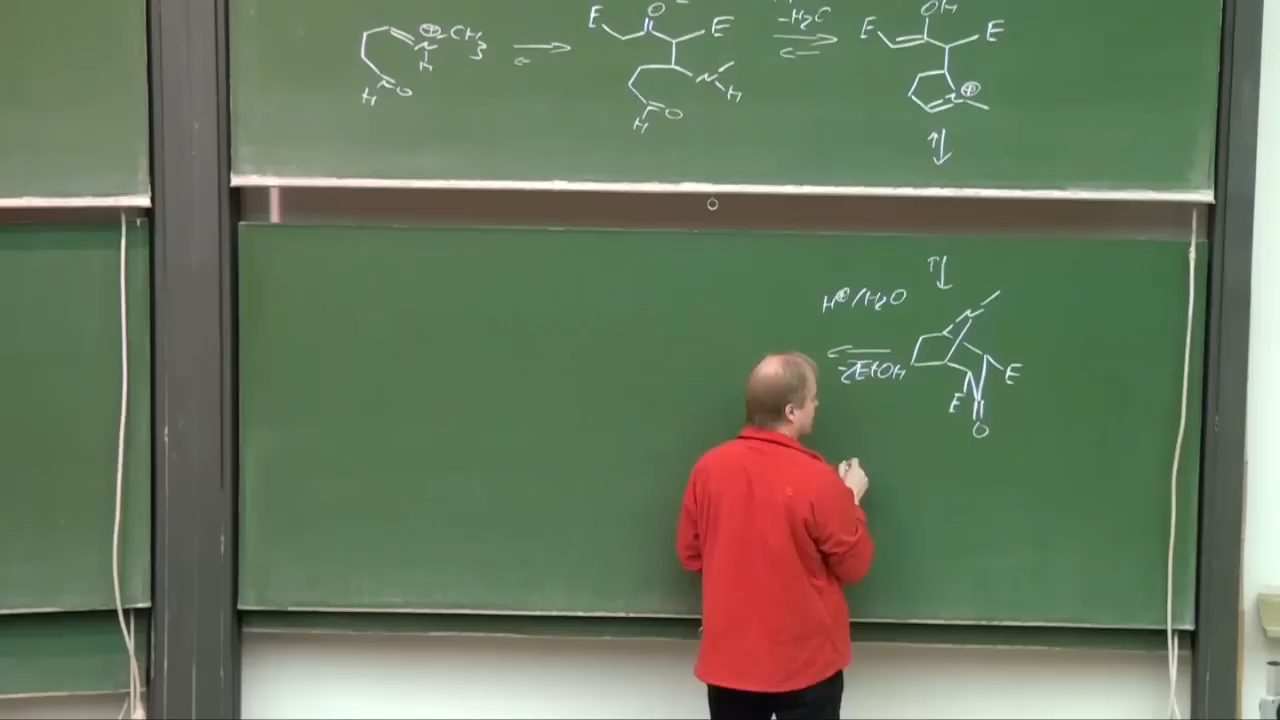 ⊕ CH3
N
H
H O
E O E
N
H
H O
-H2O
OH
E E
N ⊕
H⊕/H2O
-2EtOH
N
E
E
O